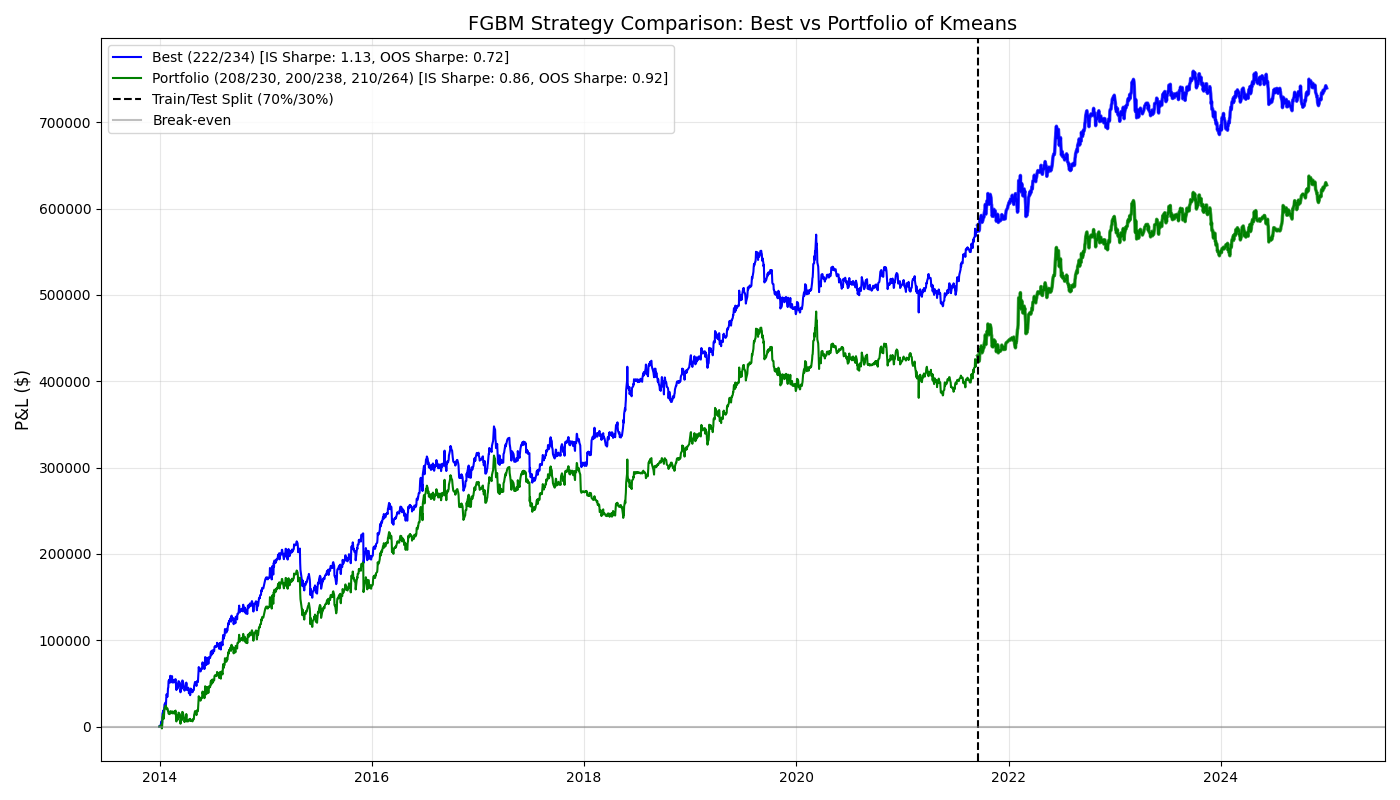 FGBM Strategy Comparison: Best vs Portfolio of Kmeans
Best (222/234) [IS Sharpe: 1.13, OOS Sharpe: 0.72]
Portfolio (208/230, 200/238, 210/264) [IS Sharpe: 0.86, OOS Sharpe: 0.92]
Train/Test Split (70%/30%)
Break-even
P&L ($)
700000
600000
500000
400000
300000
200000
100000
0
2014
2016
2018
2020
2022
2024